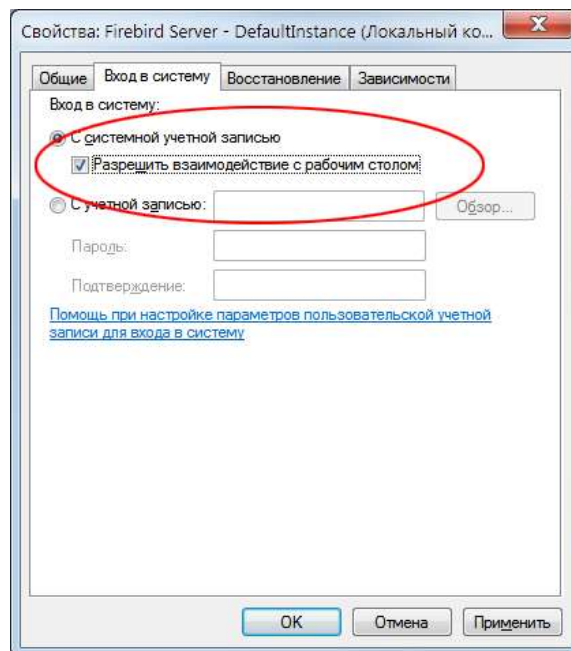 Свойства: Firebird Server - DefaultInstance (Локальный ко...
Общие Вход в систему Восстановление Зависимости
Вход в систему:
С системной учетной записью
Разрешить взаимодействие с рабочим столом
С учетной записью: Обзор...
Пароль:
Подтверждение:
Помощь при настройке параметров пользовательской учетной
записи для входа в систему
OK Отмена Применить